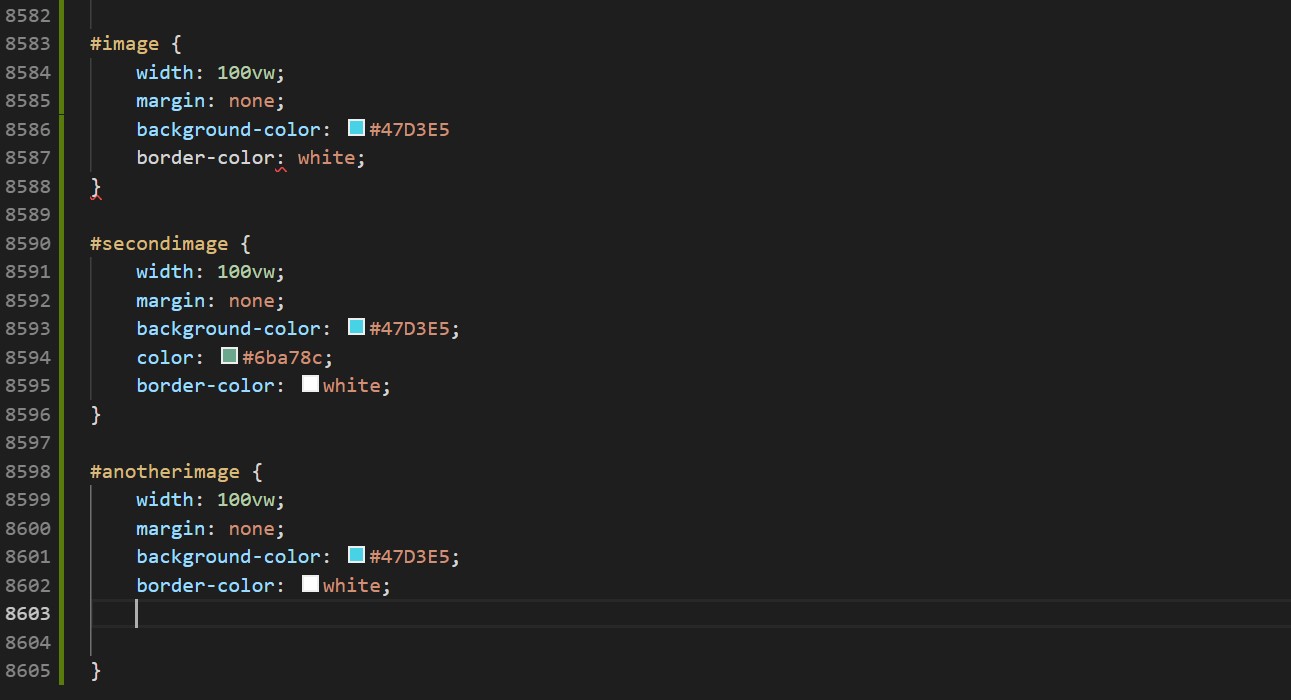 8582
8583 #image {
8584 width: 100vw;
8585 margin: none;
8586 background-color: #47D3E5
8587 border-color: white;
8588 }
8589
8590 #secondimage {
8591 width: 100vw;
8592 margin: none;
8593 background-color: #47D3E5;
8594 color: #6ba78c;
8595 border-color: white;
8596 }
8597
8598 #anotherimage {
8599 width: 100vw;
8600 margin: none;
8601 background-color: #47D3E5;
8602 border-color: white;
8603
8604
8605 }